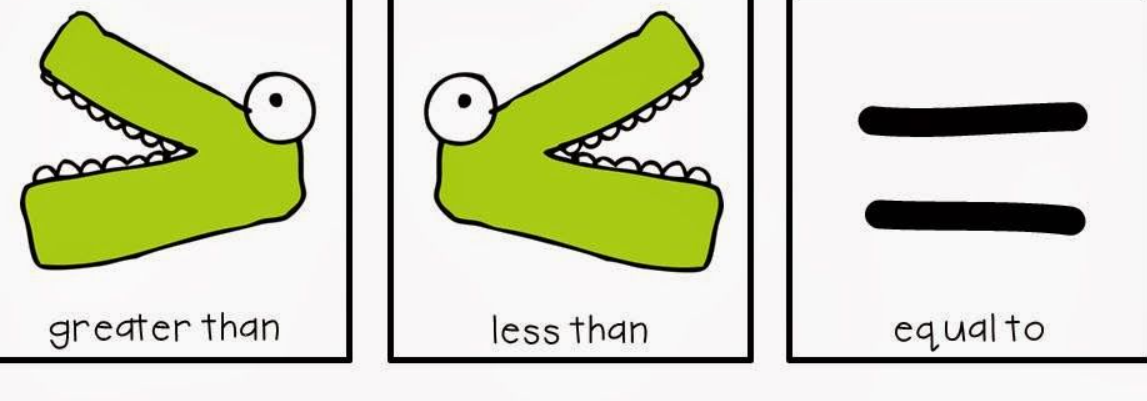 greater than
less than
equal to